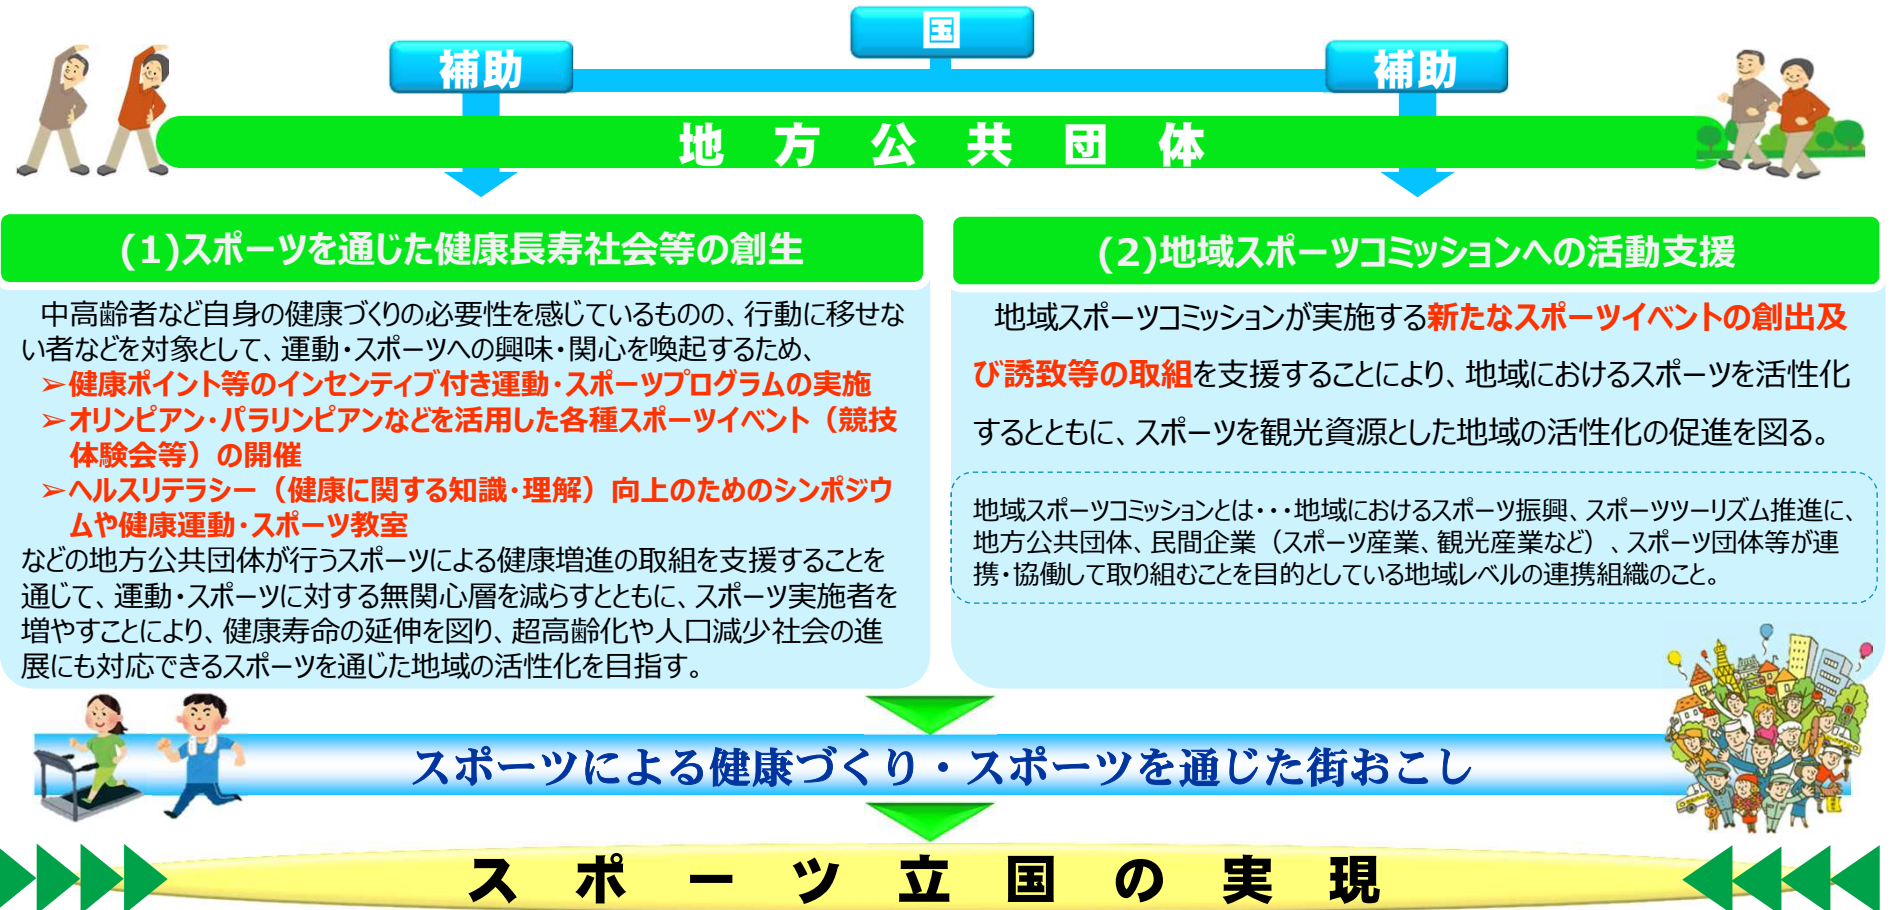 国
補助
補助
地方公共団体
(1)スポーツを通じた健康長寿社会等の創生
中高齢者など自身の健康づくりの必要性を感じているものの、行動に移せな
い者などを対象として、運動・スポーツへの興味・関心を喚起するため、
➢健康ポイント等のインセンティブ付き運動・スポーツプログラムの実施
➢オリンピアン・パラリンピアンなどを活用した各種スポーツイベント（競技
体験会等）の開催
➢ヘルスリテラシー（健康に関する知識・理解）向上のためのシンポジウ
ムや健康運動・スポーツ教室
などの地方公共団体が行うスポーツによる健康増進の取組を支援することを
通じて、運動・スポーツに対する無関心層を減らすとともに、スポーツ実施者を
増やすことにより、健康寿命の延伸を図り、超高齢化や人口減少社会の進
展にも対応できるスポーツを通じた地域の活性化を目指す。
(2)地域スポーツコミッションへの活動支援
地域スポーツコミッションが実施する新たなスポーツイベントの創出及
び誘致等の取組を支援することにより、地域におけるスポーツを活性化
するとともに、スポーツを観光資源とした地域の活性化の促進を図る。
地域スポーツコミッションとは・・・地域におけるスポーツ振興、スポーツツーリズム推進に、
地方公共団体、民間企業（スポーツ産業、観光産業など）、スポーツ団体等が連
携・協働して取り組むことを目的としている地域レベルの連携組織のこと。
スポーツによる健康づくり・スポーツを通じた街おこし
スポーツ立国の実現